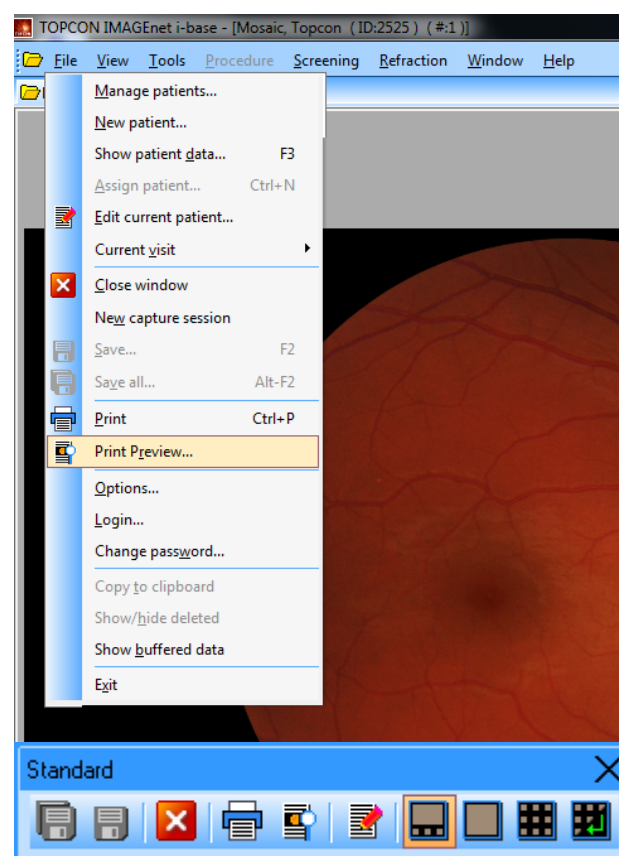 TOPCON IMAGEnet i-base - [Mosaic, Topcon ( ID:2525 ) ( #:1 )]
File View Tools Procedure Screening Refraction Window Help
Manage patients...
New patient...
Show patient data... F3
Assign patient... Ctrl+N
Edit current patient...
Current visit
Close window
New capture session
Save... F2
Save all... Alt-F2
Print Ctrl+P
Print Preview...
Options...
Login...
Change password...
Copy to clipboard
Show/hide deleted
Show buffered data
Exit
Standard